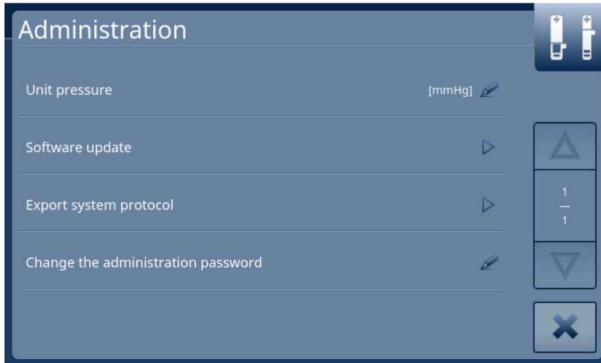 Administration
Unit pressure [mmHg]
Software update
Export system protocol
Change the administration password
1
—
1